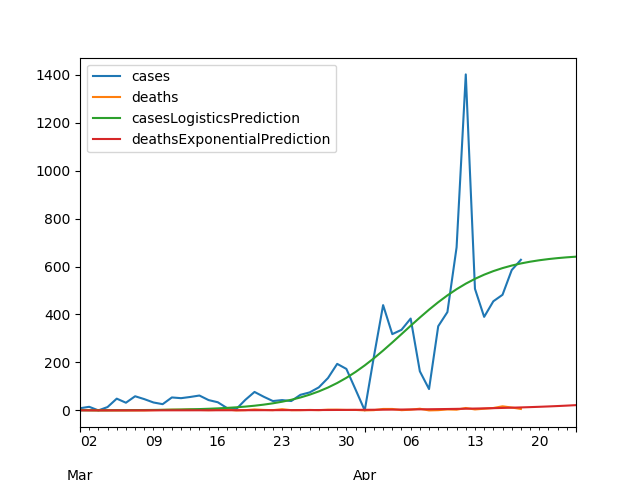 1400
1200
1000
800
600
400
200
0
cases
deaths
casesLogisticsPrediction
deathsExponentialPrediction
02 09 16 23 30 06 13 20
Mar Apr